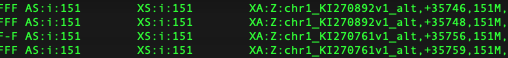 FFF AS:i:151 XS:i:151 XA:Z:chr1_KI270892v1_alt,+35746,151M,
FFF AS:i:151 XS:i:151 XA:Z:chr1_KI270892v1_alt,+35748,151M,
F-F AS:i:151 XS:i:151 XA:Z:chr1_KI270761v1_alt,+35756,151M,
FFF AS:i:151 XS:i:151 XA:Z:chr1_KI270761v1_alt,+35759,151M,